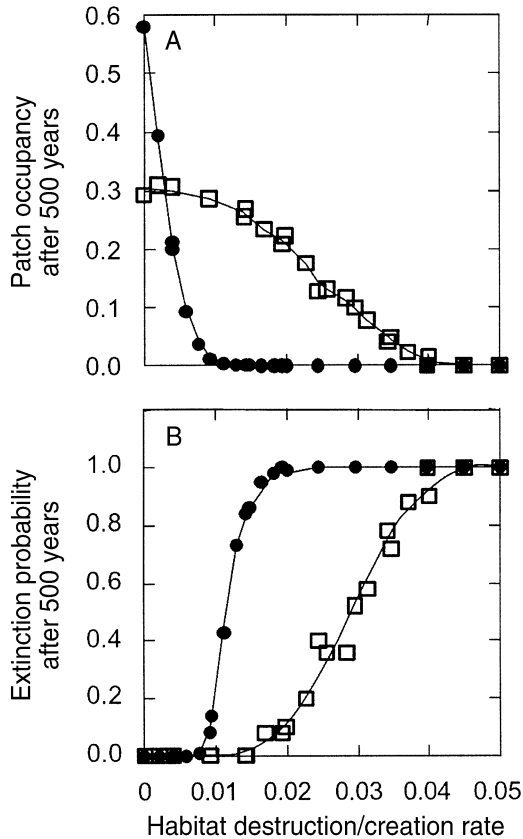 0.6
A
0.5
0.4
0.3
0.2
0.1
0.0
Patch occupancy
after 500 years
B
1.0
0.8
0.6
0.4
0.2
0.0
Extinction probability
after 500 years
0 0.01 0.02 0.03 0.04 0.05
Habitat destruction/creation rate